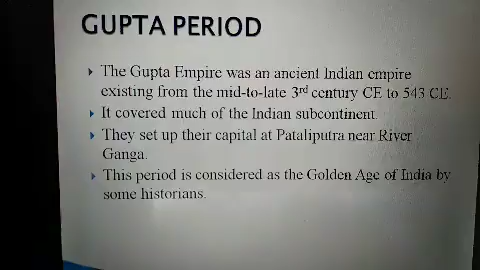 GUPTA PERIOD
The Gupta Empire was an ancient Indian empire
existing from the mid-to-late 3rd century CE to 543 CE.
It covered much of the Indian subcontinent.
They set up their capital at Pataliputra near River
Ganga.
This period is considered as the Golden Age of India by
some historians.